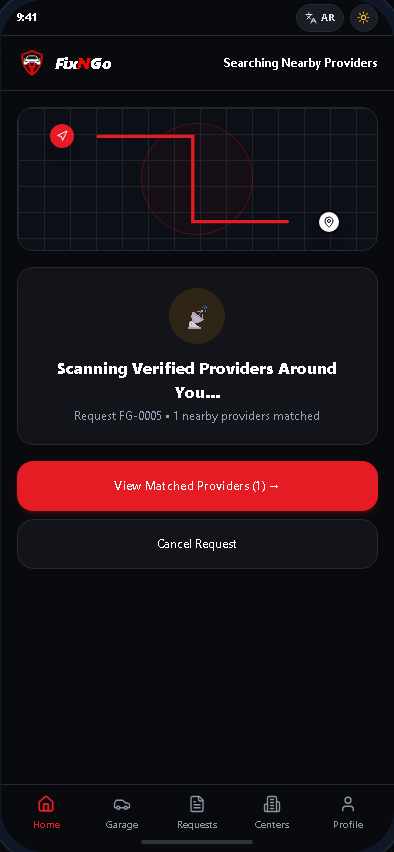 9:41
AR
FixNGo
Searching Nearby Providers
Scanning Verified Providers Around
You...
Request FG-0005 • 1 nearby providers matched
View Matched Providers (1) →
Cancel Request
Home
Garage
Requests
Centers
Profile